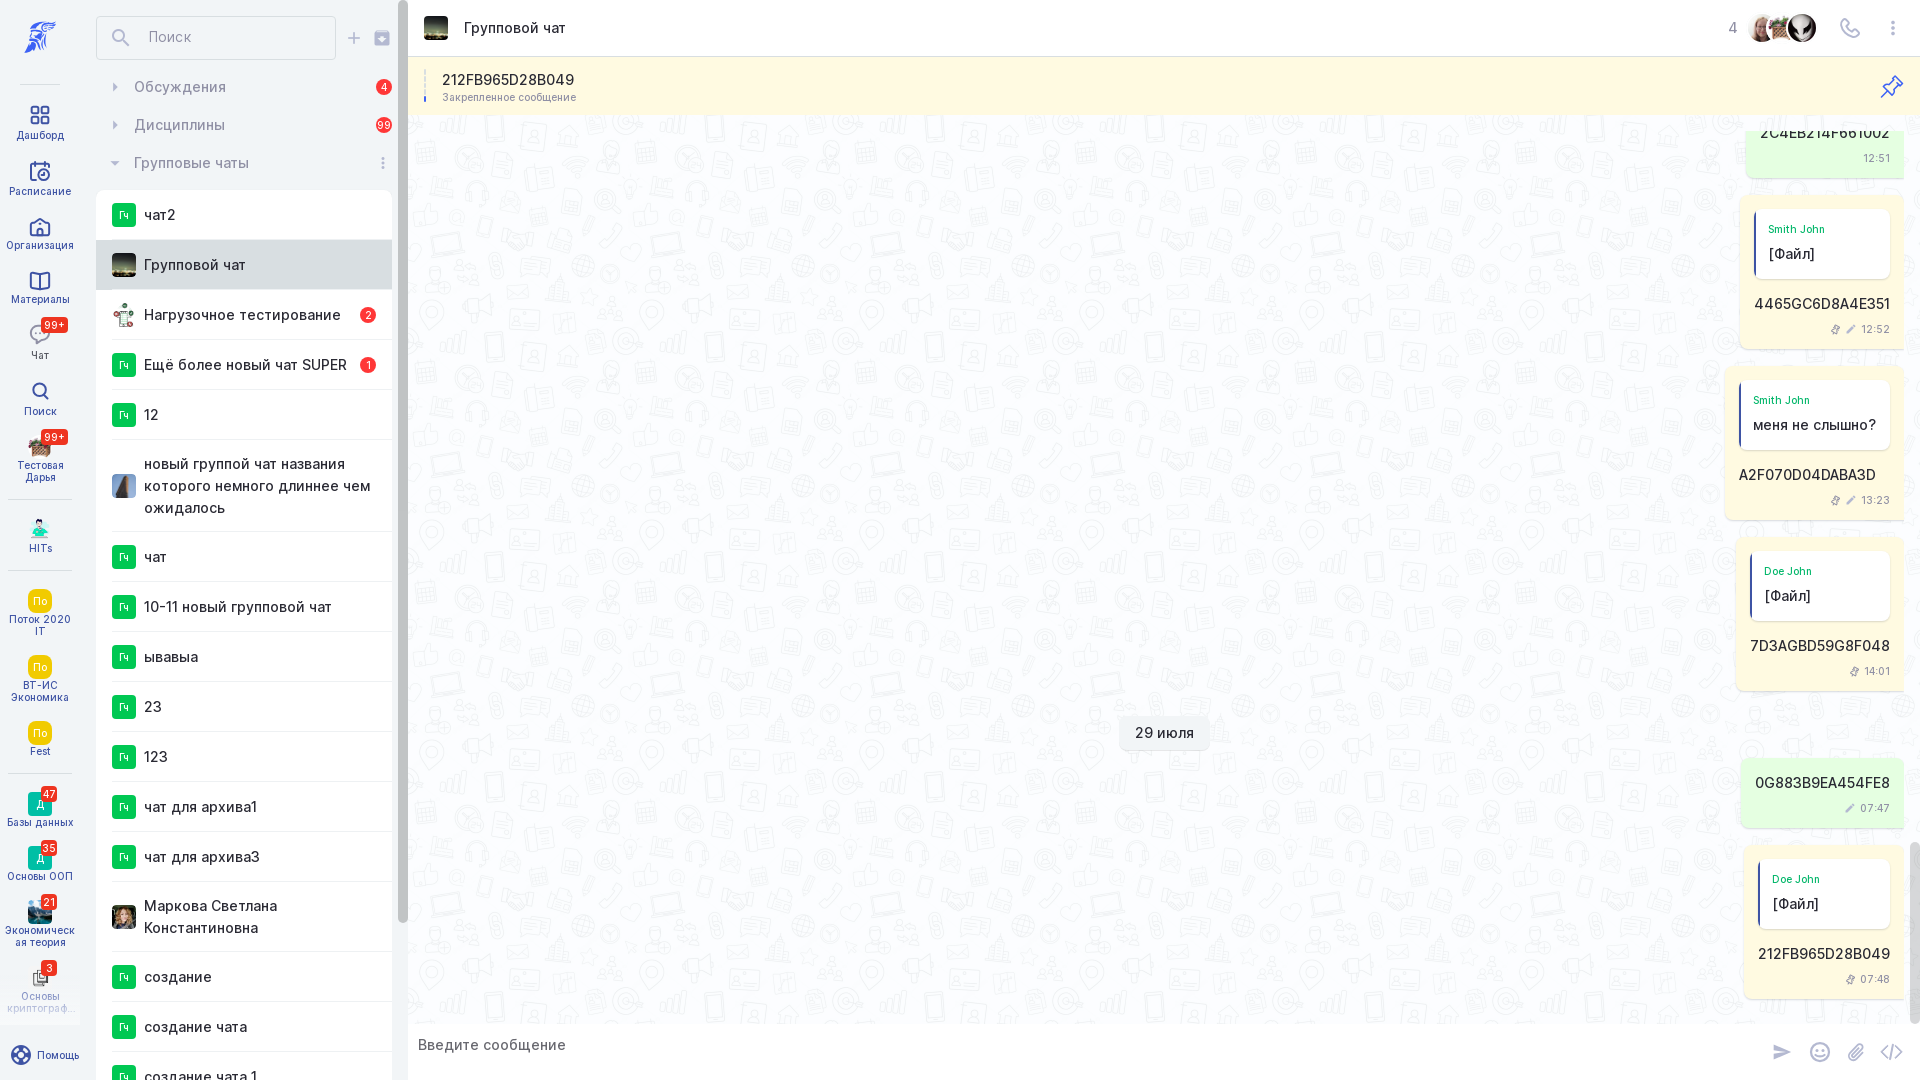 Дашборд
Расписание
Организация
Материалы
99+
Чат
Поиск
99+
Тестовая
Дарья
HITs
По
Поток 2020
IT
По
ВТ-ИС
Экономика
По
Fest
47
Д
Базы данных
35
Д
Основы ООП
21
Экономическ
ая теория
3
Основы
криптограф...
Помощь
Поиск
Обсуждения
4
Дисциплины
99
Групповые чаты
Гч
чат2
Групповой чат
Нагрузочное тестирование
2
Гч
Ещё более новый чат SUPER
1
Гч
12
новый группой чат названия
которого немного длиннее чем
ожидалось
Гч
чат
Гч
10-11 новый групповой чат
Гч
ывавыа
Гч
23
Гч
123
Гч
чат для архива1
Гч
чат для архива3
Маркова Светлана
Константиновна
Гч
создание
Гч
создание чата
Гч
создание чата 1
Групповой чат
4
212FB965D28B049
Закрепленное сообщение
2C4EB214F661002
12:51
Smith John
[Файл]
4465GC6D8A4E351
12:52
Smith John
меня не слышно?
A2F070D04DABA3D
13:23
Doe John
[Файл]
7D3AGBD59G8F048
14:01
29 июля
0G883B9EA454FE8
07:47
Doe John
[Файл]
212FB965D28B049
07:48
Введите сообщение